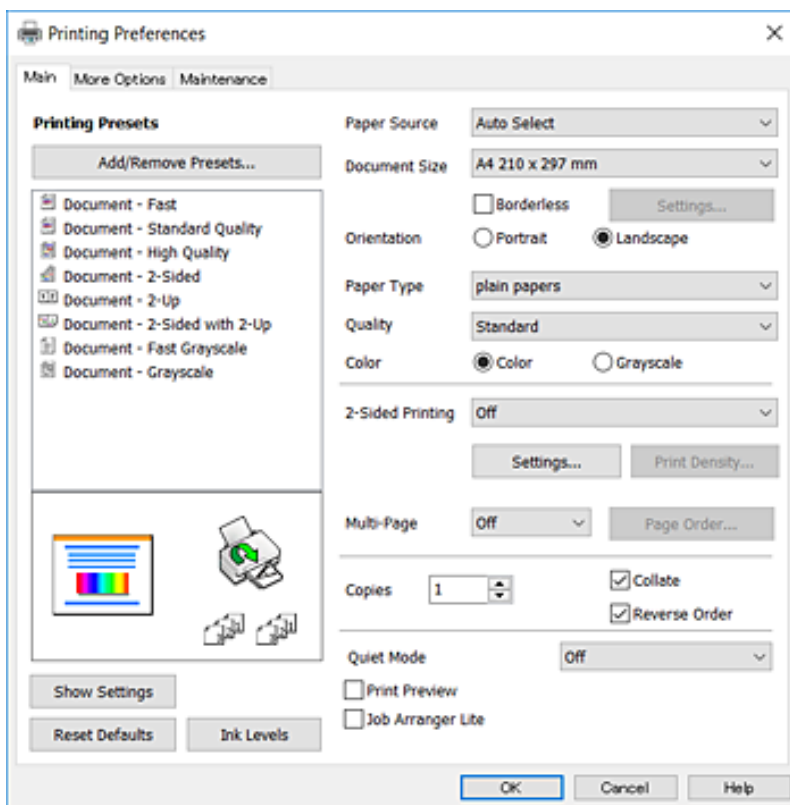 Printing Preferences
Main More Options Maintenance
Printing Presets
Add/Remove Presets...
Document - Fast
Document - Standard Quality
Document - High Quality
Document - 2-Sided
Document - 2-Up
Document - 2-Sided with 2-Up
Document - Fast Grayscale
Document - Grayscale
Show Settings
Reset Defaults Ink Levels
Paper Source Auto Select
Document Size A4 210 x 297 mm
Borderless Settings...
Orientation Portrait Landscape
Paper Type plain papers
Quality Standard
Color Color Grayscale
2-Sided Printing Off
Settings... Print Density...
Multi-Page Off Page Order...
Copies 1 Collate
Reverse Order
Quiet Mode Off
Print Preview
Job Arranger Lite
OK Cancel Help